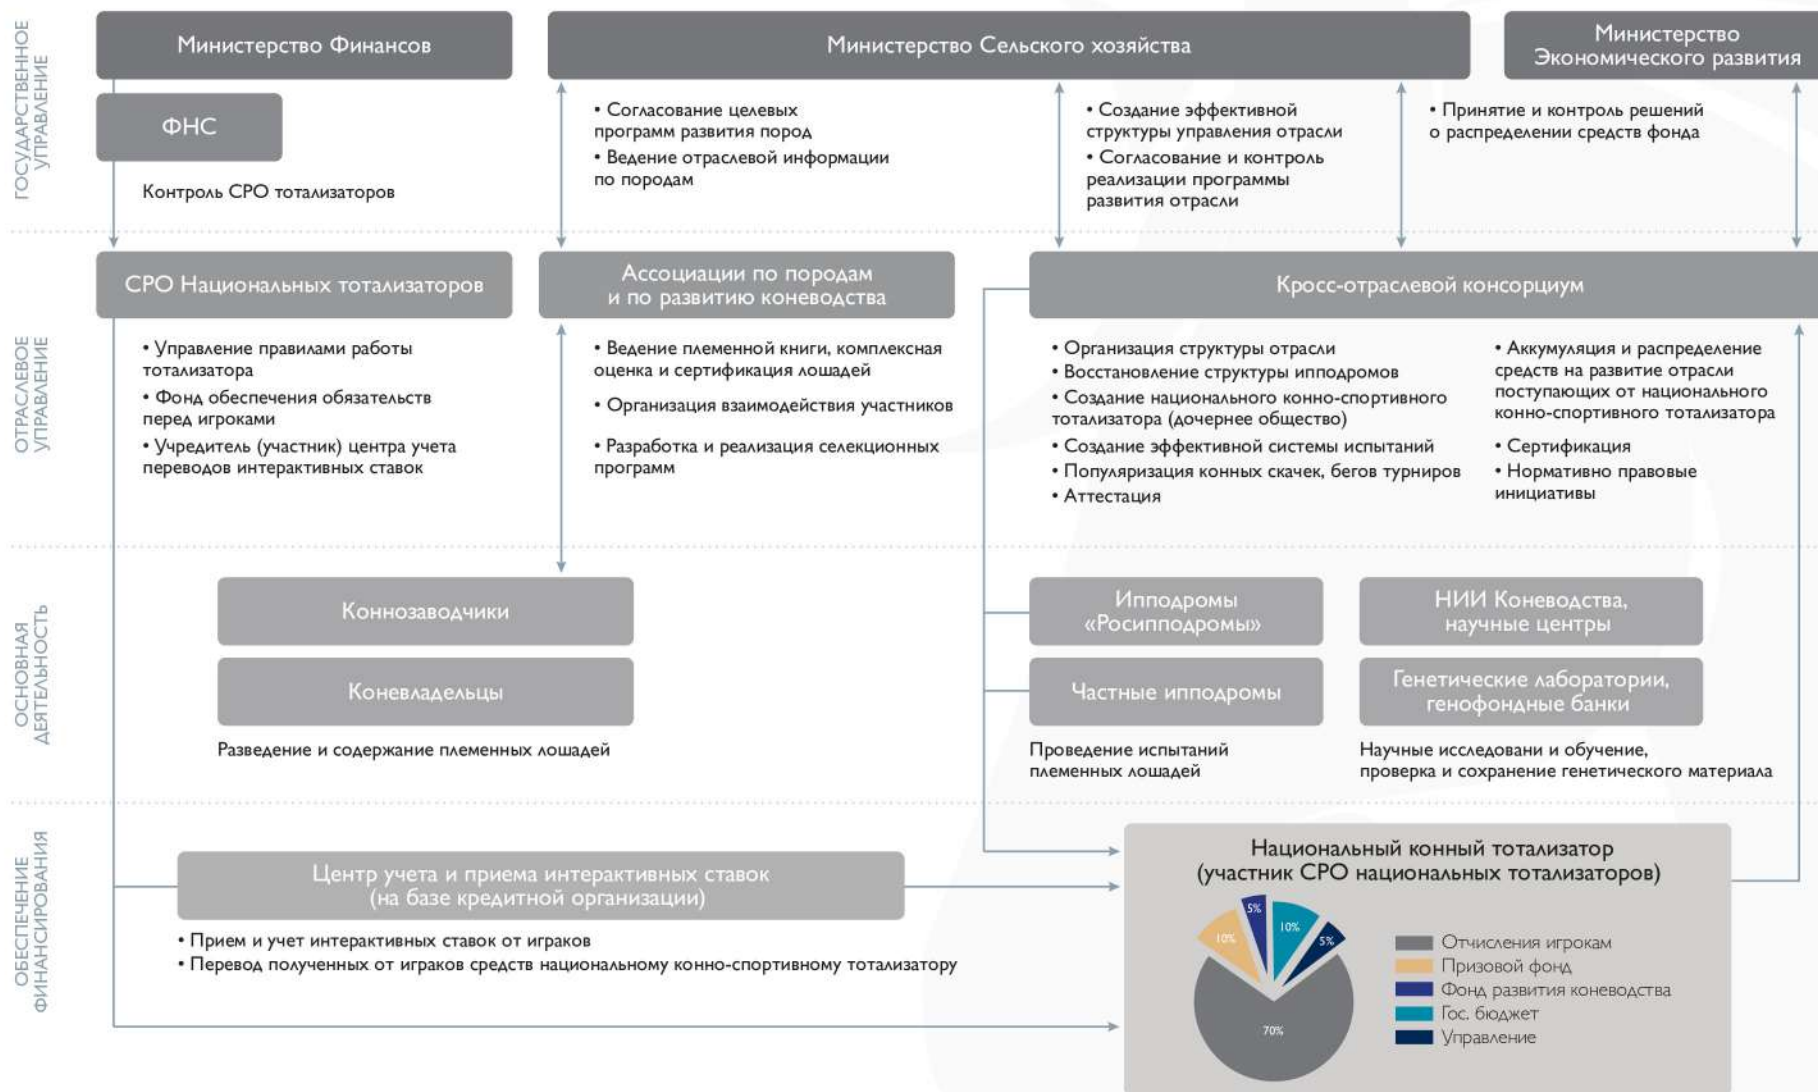 ГОСУДАРСТВЕННОЕ
УПРАВЛЕНИЕ
Министерство Финансов
Министерство Сельского хозяйства
Министерство
Экономического развития
ФНС
Контроль СРО тотализаторов
• Согласование целевых
программ развития пород
• Ведение отраслевой информации
по породам
• Создание эффективной
структуры управления отрасли
• Согласование и контроль
реализации программы
развития отрасли
• Принятие и контроль решений
о распределении средств фонда
ОТРАСЛЕВОЕ
УПРАВЛЕНИЕ
СРО Национальных тотализаторов
Ассоциации по породам
и по развитию коневодства
Кросс-отраслевой консорциум
• Управление правилами работы
тотализатора
• Фонд обеспечения обязательств
перед игроками
• Учредитель (участник) центра учета
переводов интерактивных ставок
• Ведение племенной книги, комплексная
оценка и сертификация лошадей
• Организация взаимодействия участников
• Разработка и реализация селекционных
программ
• Организация структуры отрасли
• Восстановление структуры ипподромов
• Создание национального конно-спортивного
тотализатора (дочернее общество)
• Создание эффективной системы испытаний
• Популяризация конных скачек, бегов турниров
• Аттестация
• Аккумуляция и распределение
средств на развитие отрасли
поступающих от национального
конно-спортивного тотализатора
• Сертификация
• Нормативно правовые
инициативы
ОСНОВНАЯ
ДЕЯТЕЛЬНОСТЬ
Коннозаводчики
Коневладельцы
Разведение и содержание племенных лошадей
Ипподромы
«Росипподромы»
Частные ипподромы
Проведение испытаний
племенных лошадей
НИИ Коневодства,
научные центры
Генетические лаборатории,
генофондные банки
Научные исследовани и обучение,
проверка и сохранение генетического материала
ОБЕСПЕЧЕНИЕ
ФИНАНСИРОВАНИЯ
Центр учета и приема интерактивных ставок
(на базе кредитной организации)
• Прием и учет интерактивных ставок от играков
• Перевод полученных от играков средств национальному конно-спортивному тотализатору
Национальный конный тотализатор
(участник СРО национальных тотализаторов)
10%
5%
10%
5%
70%
Отчисления игрокам
Призовой фонд
Фонд развития коневодства
Гос. бюджет
Управление